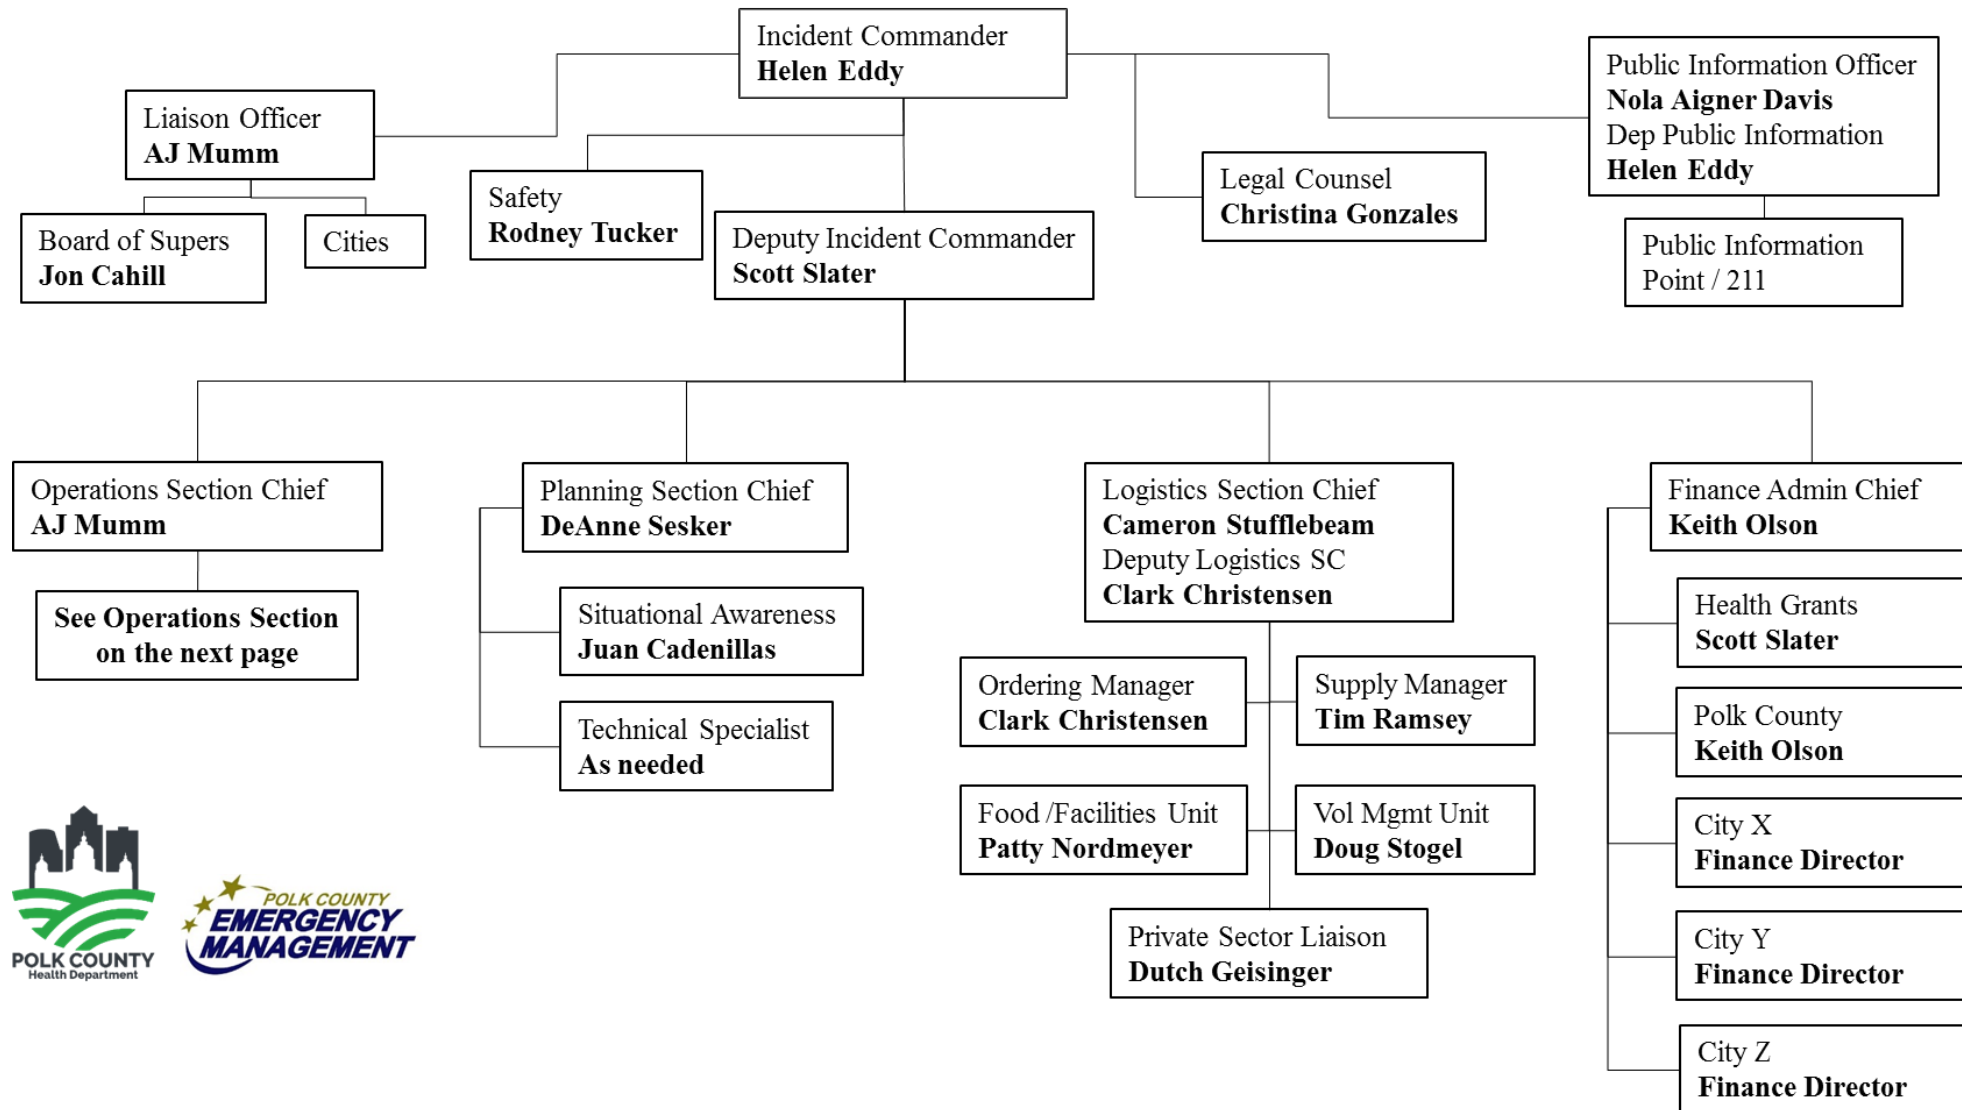 Incident Commander
Helen Eddy
Liaison Officer
AJ Mumm
Board of Supers
Jon Cahill
Cities
Safety
Rodney Tucker
Deputy Incident Commander
Scott Slater
Legal Counsel
Christina Gonzales
Public Information Officer
Nola Aigner Davis
Dep Public Information
Helen Eddy
Public Information
Point / 211
Operations Section Chief
AJ Mumm
See Operations Section
on the next page
Planning Section Chief
DeAnne Sesker
Situational Awareness
Juan Cadenillas
Technical Specialist
As needed
Logistics Section Chief
Cameron Stufflebeam
Deputy Logistics SC
Clark Christensen
Ordering Manager
Clark Christensen
Supply Manager
Tim Ramsey
Food /Facilities Unit
Patty Nordmeyer
Vol Mgmt Unit
Doug Stogel
Private Sector Liaison
Dutch Geisinger
Finance Admin Chief
Keith Olson
Health Grants
Scott Slater
Polk County
Keith Olson
City X
Finance Director
City Y
Finance Director
City Z
Finance Director
POLK COUNTY
Health Department
POLK COUNTY
EMERGENCY
MANAGEMENT